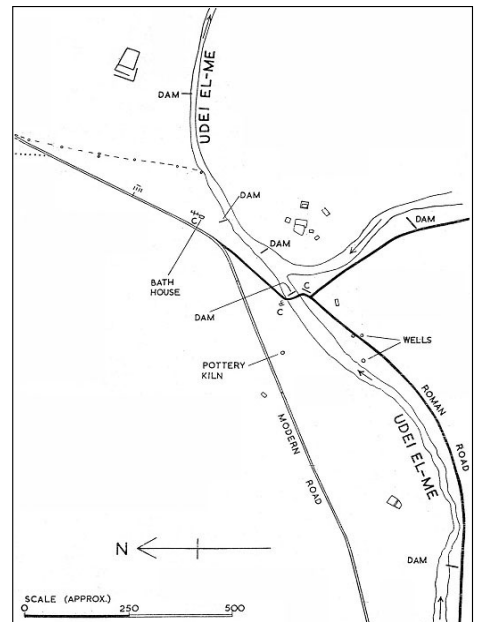 UDEI EL-ME
DAM
DAM
DAM
DAM
C
BATH
HOUSE
DAM
C
C
WELLS
POTTERY
KILN
ROMAN
ROAD
MODERN
ROAD
UDEI EL-ME
N
DAM
SCALE (APPROX.)
0 250 500